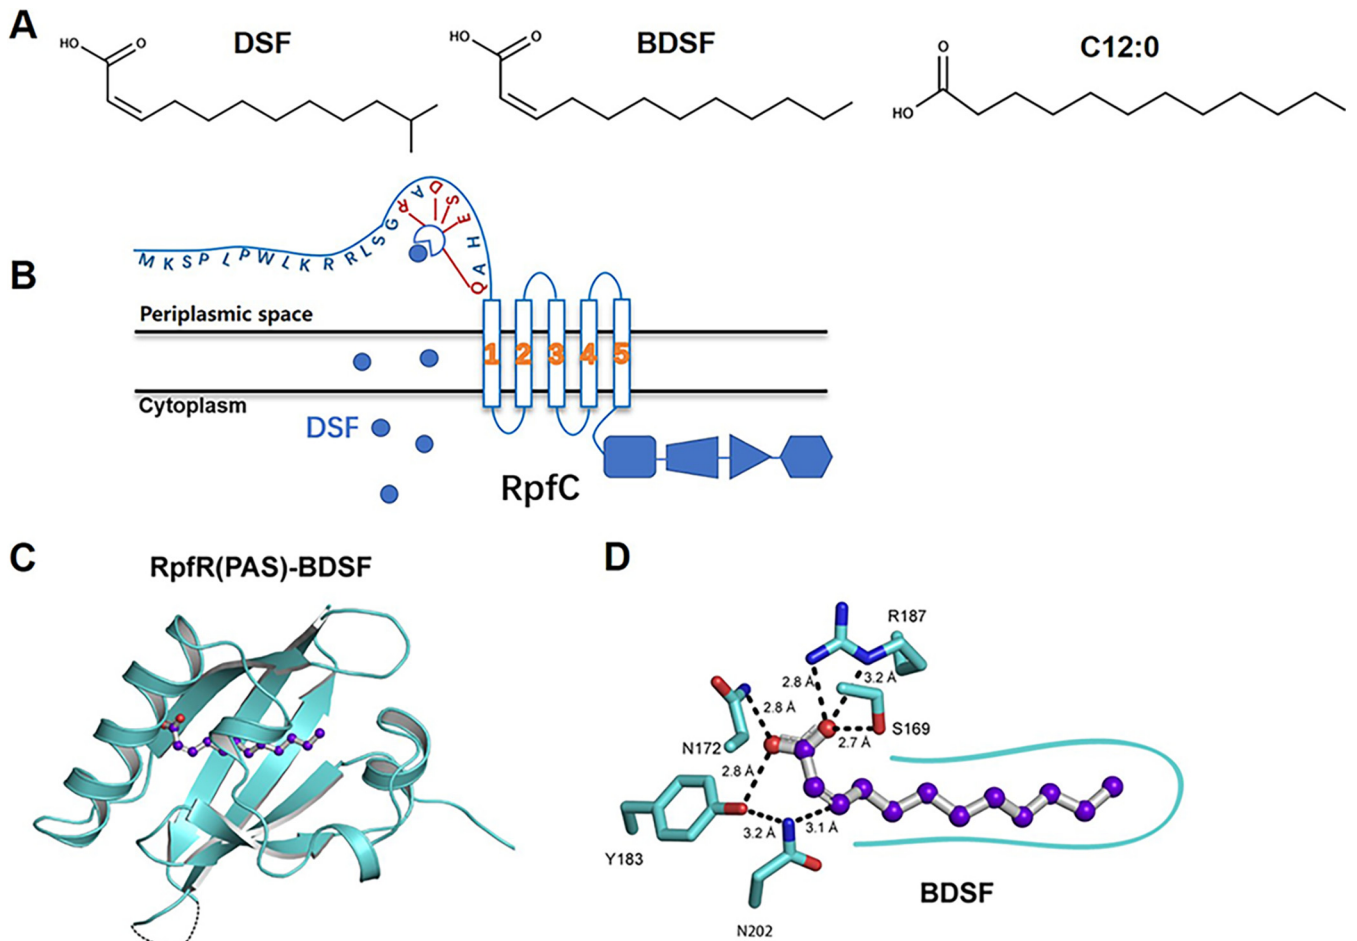 A
DSF
BDSF
C12:0
HO
O
HO
O
O
HO
B
M K S P L P W L K R R L S G R A D S E H A Q
Periplasmic space
1 2 3 4 5
Cytoplasm
DSF
RpfC
C
RpfR(PAS)-BDSF
D
R187
2.8 Å
3.2 Å
2.8 Å
S169
N172
2.7 Å
2.8 Å
3.2 Å
3.1 Å
Y183
BDSF
N202